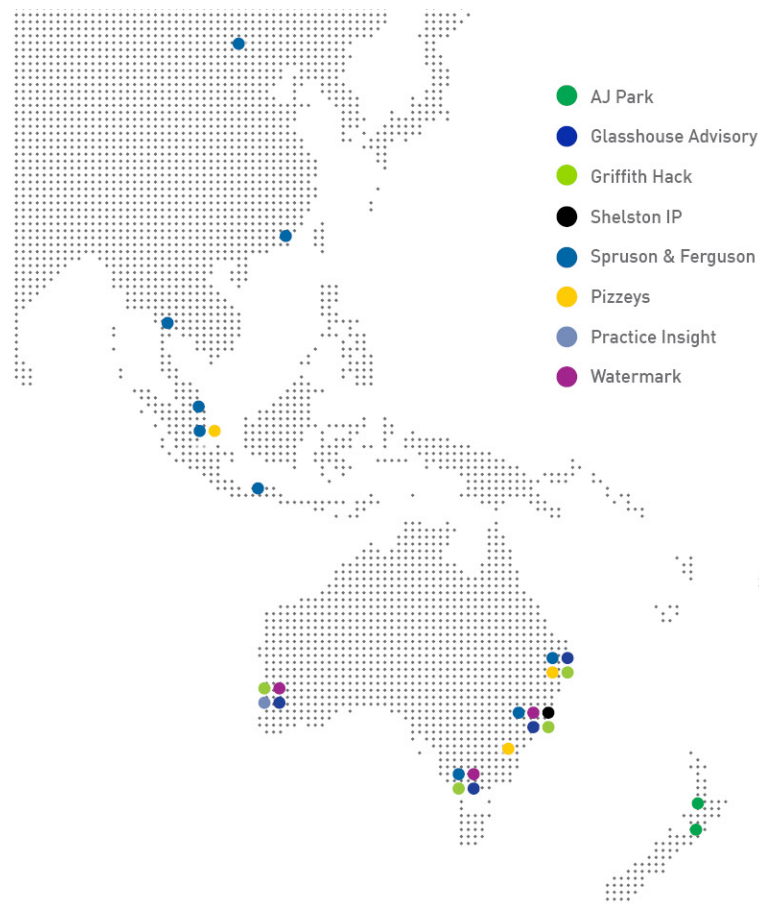 AJ Park
Glasshouse Advisory
Griffith Hack
Shelston IP
Spruson & Ferguson
Pizzeys
Practice Insight
Watermark